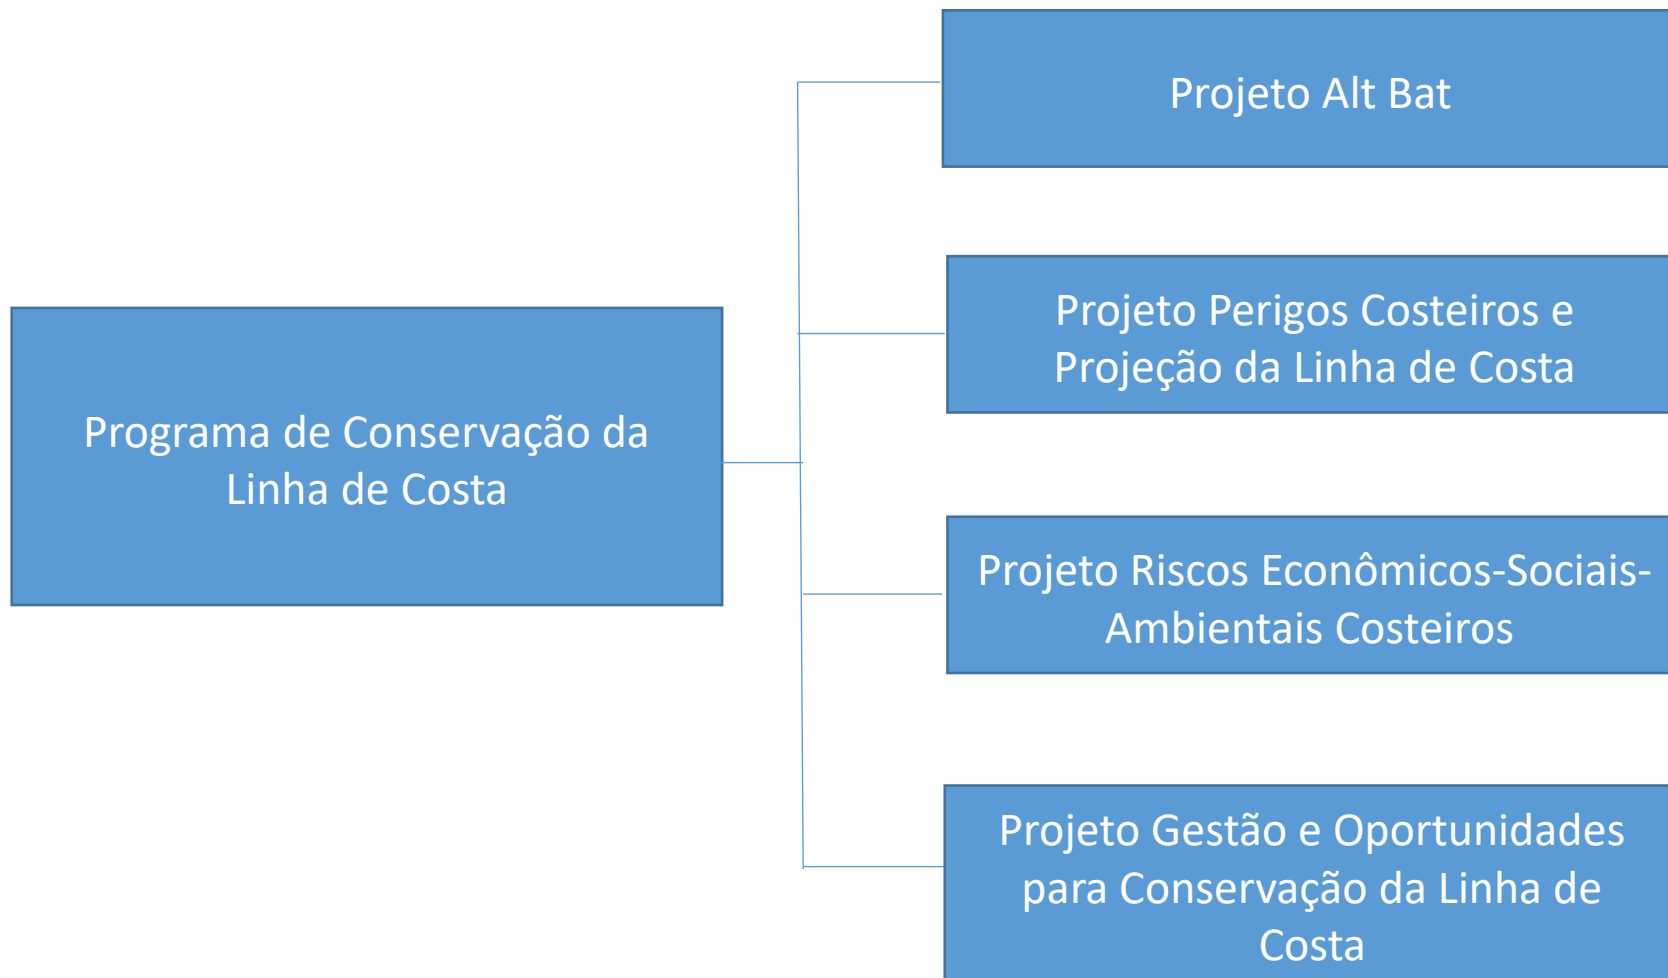 Projeto Alt Bat
Projeto Perigos Costeiros e
Projeção da Linha de Costa
Programa de Conservação da
Linha de Costa
Projeto Riscos Econômicos-Sociais-
Ambientais Costeiros
Projeto Gestão e Oportunidades
para Conservação da Linha de
Costa